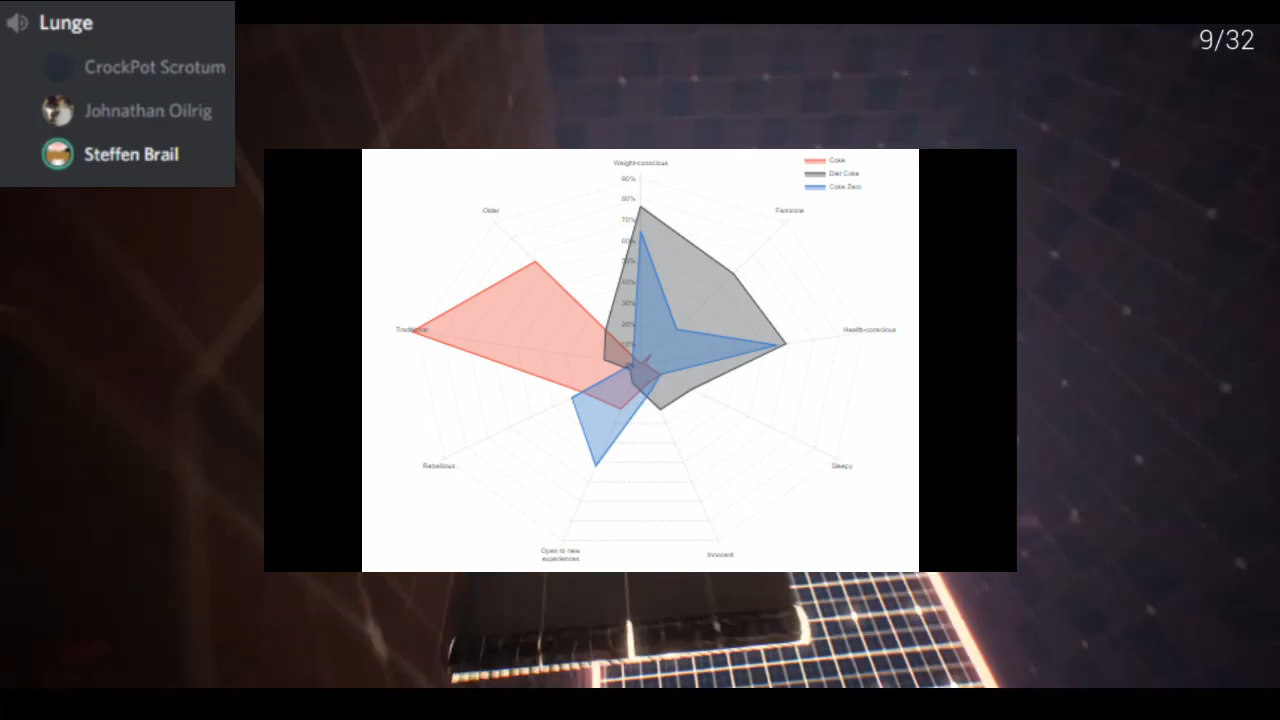 Lunge
CrockPot Scrotum
Johnathan Oilrig
Steffen Brail
9/32
Weight-conscious
Coke
Diet Coke
Coke Zero
90%
80%
70%
60%
50%
40%
30%
20%
10%
Older
Feminine
Traditional
Health-conscious
Rebellious
Sleepy
Open to new
experiences
Innocent